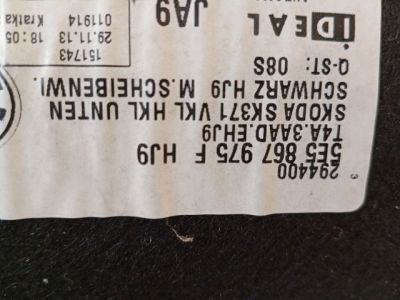 294400
5E5 867 975 F HJ9
T4A.3AAD.EHJ9
SKODA SK371 VKL HKL UNTEN
SCHWARZ HJ9 M.SCHEIBENWI.
Q-ST: 08S
iDEAL
JA9
151743
29.11.13 18:05
011914 Kratka